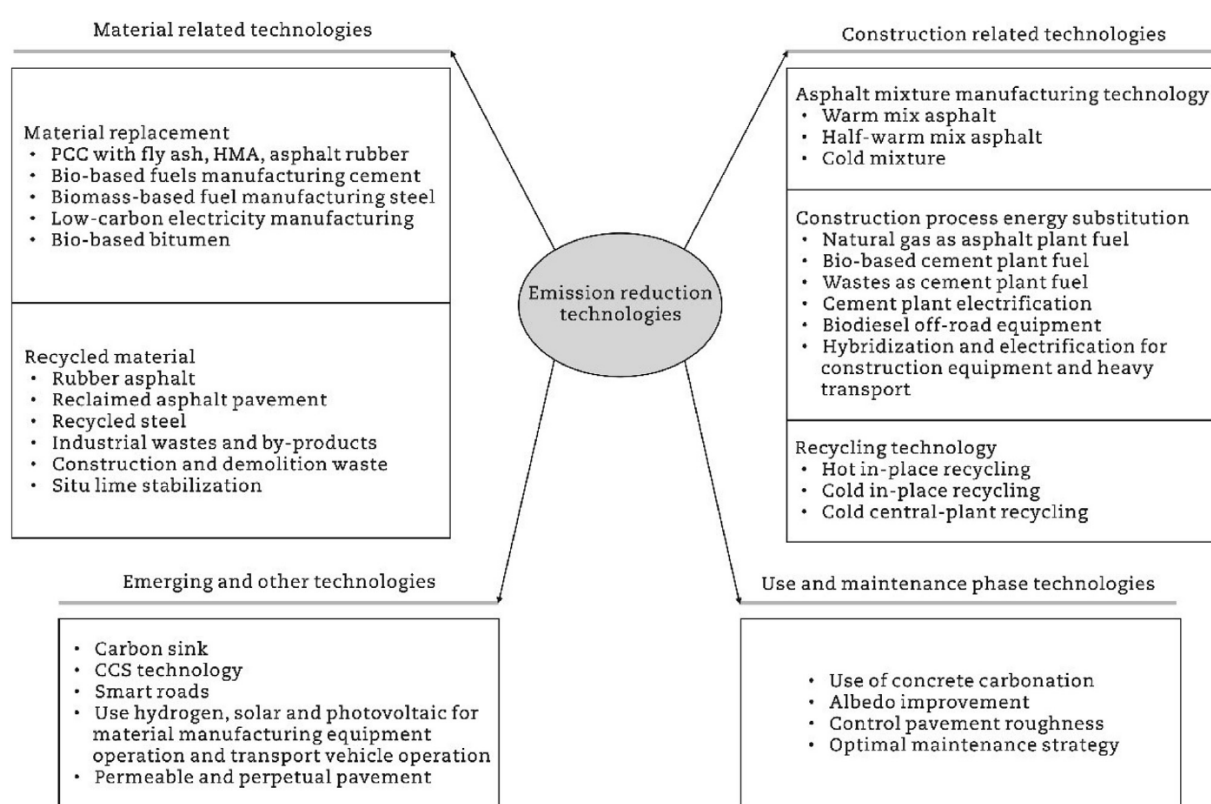 Material related technologies
Material replacement
• PCC with fly ash, HMA, asphalt rubber
• Bio-based fuels manufacturing cement
• Biomass-based fuel manufacturing steel
• Low-carbon electricity manufacturing
• Bio-based bitumen
Recycled material
• Rubber asphalt
• Reclaimed asphalt pavement
• Recycled steel
• Industrial wastes and by-products
• Construction and demolition waste
• Situ lime stabilization
Construction related technologies
Asphalt mixture manufacturing technology
• Warm mix asphalt
• Half-warm mix asphalt
• Cold mixture
Construction process energy substitution
• Natural gas as asphalt plant fuel
• Bio-based cement plant fuel
• Wastes as cement plant fuel
• Cement plant electrification
• Biodiesel off-road equipment
• Hybridization and electrification for
construction equipment and heavy
transport
Recycling technology
• Hot in-place recycling
• Cold in-place recycling
• Cold central-plant recycling
Emission reduction
technologies
Emerging and other technologies
• Carbon sink
• CCS technology
• Smart roads
• Use hydrogen, solar and photovoltaic for
material manufacturing equipment
operation and transport vehicle operation
• Permeable and perpetual pavement
Use and maintenance phase technologies
• Use of concrete carbonation
• Albedo improvement
• Control pavement roughness
• Optimal maintenance strategy